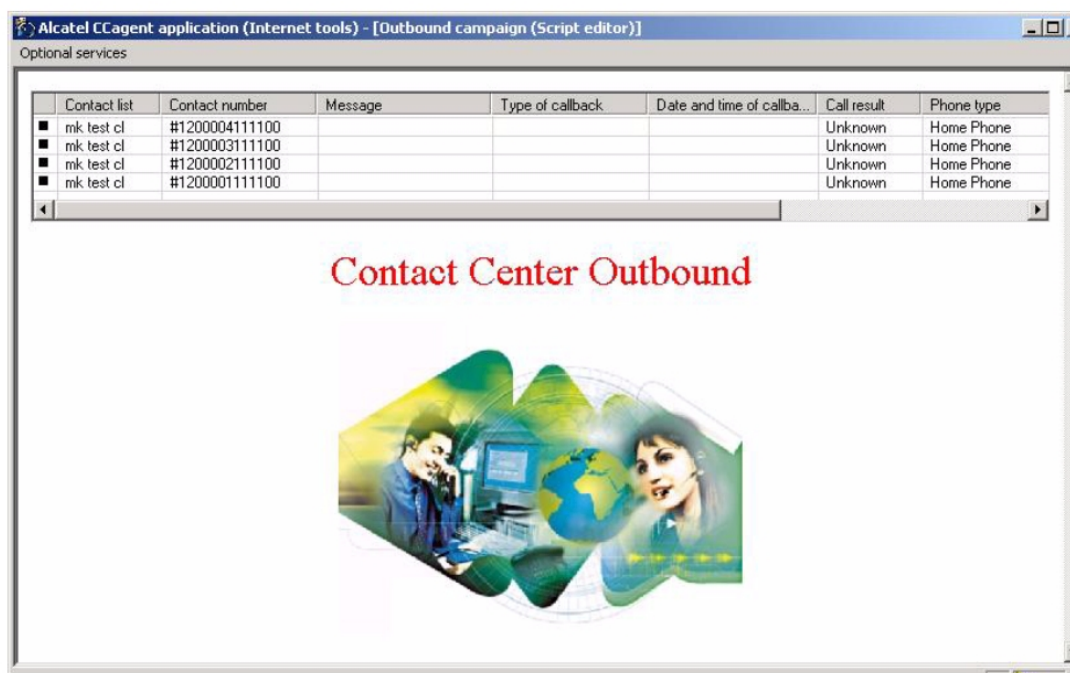 Alcatel CCagent application (Internet tools) - [Outbound campaign (Script editor)]
Optional services
Contact list Contact number Message Type of callback Date and time of callba... Call result Phone type
mk test cl #1200004111100 Unknown Home Phone
mk test cl #1200003111100 Unknown Home Phone
mk test cl #1200002111100 Unknown Home Phone
mk test cl #1200001111100 Unknown Home Phone
Contact Center Outbound